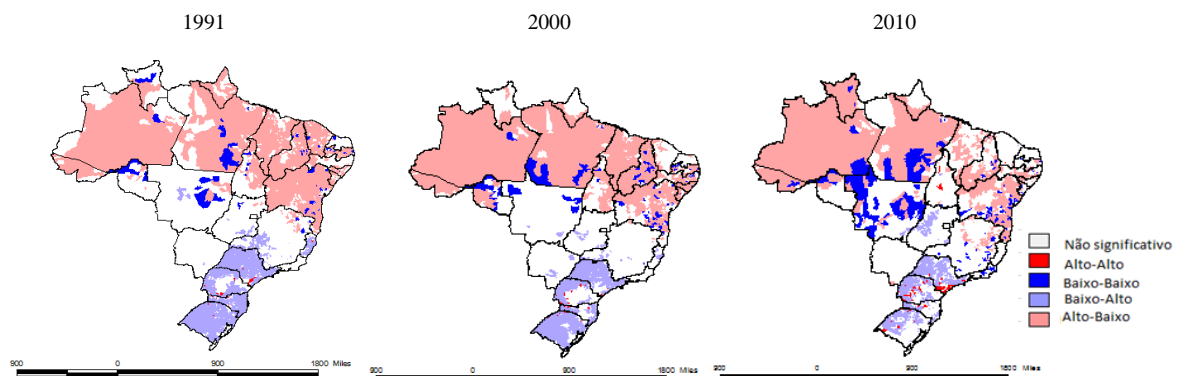 1991
2000
2010
Não significativo
Alto-Alto
Baixo-Baixo
Baixo-Alto
Alto-Baixo
900 0 900 1800 Miles
900 0 900 1800 Miles
900 0 900 1800 Miles